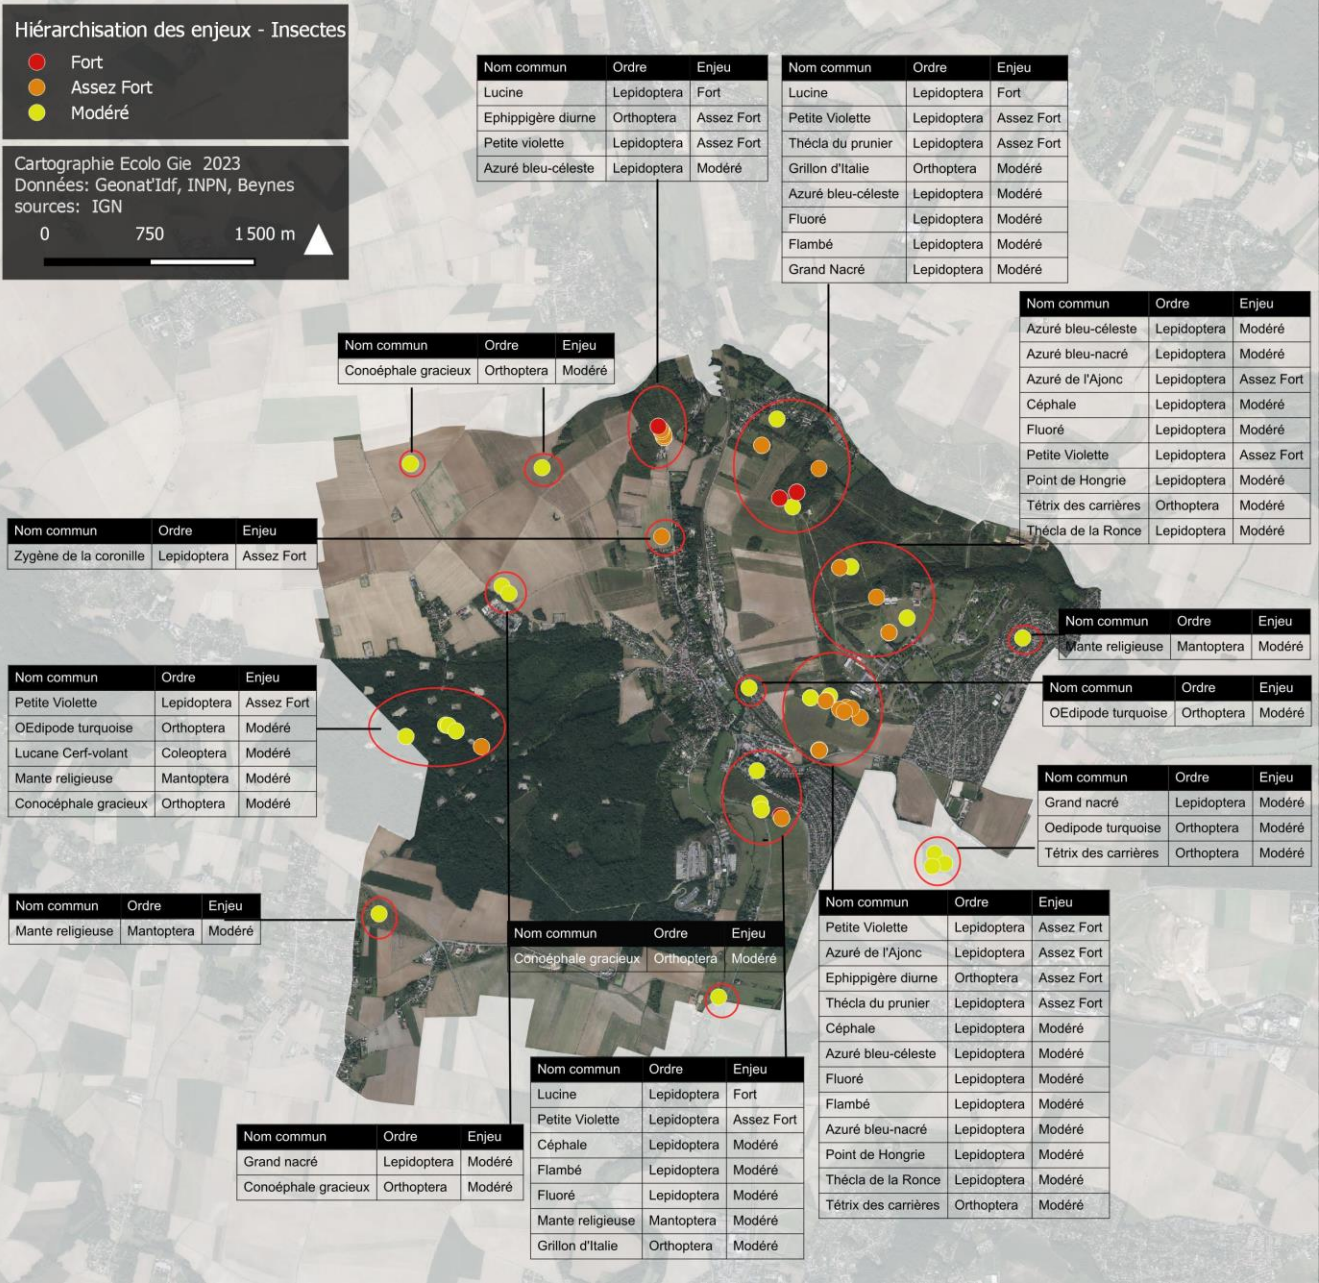 Hiérarchisation des enjeux - Insectes
Fort
Assez Fort
Modéré
Cartographie Ecolo Gie 2023
Données: Geonat'Idf, INPN, Beynes
sources: IGN
0 750 1 500 m
Nom commun Ordre Enjeu
Lucine Lepidoptera Fort
Ephippigère diurne Orthoptera Assez Fort
Petite violette Lepidoptera Assez Fort
Azuré bleu-céleste Lepidoptera Modéré
Nom commun Ordre Enjeu
Lucine Lepidoptera Fort
Petite Violette Lepidoptera Assez Fort
Thécla du prunier Lepidoptera Assez Fort
Grillon d'Italie Orthoptera Modéré
Azuré bleu-céleste Lepidoptera Modéré
Fluoré Lepidoptera Modéré
Flambé Lepidoptera Modéré
Grand Nacré Lepidoptera Modéré
Nom commun Ordre Enjeu
Azuré bleu-céleste Lepidoptera Modéré
Azuré bleu-nacré Lepidoptera Modéré
Azuré de l'Ajonc Lepidoptera Assez Fort
Céphale Lepidoptera Modéré
Fluoré Lepidoptera Modéré
Petite Violette Lepidoptera Assez Fort
Point de Hongrie Lepidoptera Modéré
Tétrix des carrières Orthoptera Modéré
Thécla de la Ronce Lepidoptera Modéré
Nom commun Ordre Enjeu
Conoéphale gracieux Orthoptera Modéré
Nom commun Ordre Enjeu
Zygène de la coronille Lepidoptera Assez Fort
Nom commun Ordre Enjeu
Mante religieuse Mantoptera Modéré
Nom commun Ordre Enjeu
Petite Violette Lepidoptera Assez Fort
OEdipode turquoise Orthoptera Modéré
Lucane Cerf-volant Coleoptera Modéré
Mante religieuse Mantoptera Modéré
Conocéphale gracieux Orthoptera Modéré
Nom commun Ordre Enjeu
OEdipode turquoise Orthoptera Modéré
Nom commun Ordre Enjeu
Grand nacré Lepidoptera Modéré
Oedipode turquoise Orthoptera Modéré
Tétrix des carrières Orthoptera Modéré
Nom commun Ordre Enjeu
Mante religieuse Mantoptera Modéré
Nom commun Ordre Enjeu
Conoéphale gracieux Orthoptera Modéré
Nom commun Ordre Enjeu
Petite Violette Lepidoptera Assez Fort
Azuré de l'Ajonc Lepidoptera Assez Fort
Ephippigère diurne Orthoptera Assez Fort
Thécla du prunier Lepidoptera Assez Fort
Céphale Lepidoptera Modéré
Azuré bleu-céleste Lepidoptera Modéré
Fluoré Lepidoptera Modéré
Flambé Lepidoptera Modéré
Azuré bleu-nacré Lepidoptera Modéré
Point de Hongrie Lepidoptera Modéré
Thécla de la Ronce Lepidoptera Modéré
Tétrix des carrières Orthoptera Modéré
Nom commun Ordre Enjeu
Lucine Lepidoptera Fort
Petite Violette Lepidoptera Assez Fort
Céphale Lepidoptera Modéré
Flambé Lepidoptera Modéré
Fluoré Lepidoptera Modéré
Mante religieuse Mantoptera Modéré
Grillon d'Italie Orthoptera Modéré
Nom commun Ordre Enjeu
Grand nacré Lepidoptera Modéré
Conoéphale gracieux Orthoptera Modéré